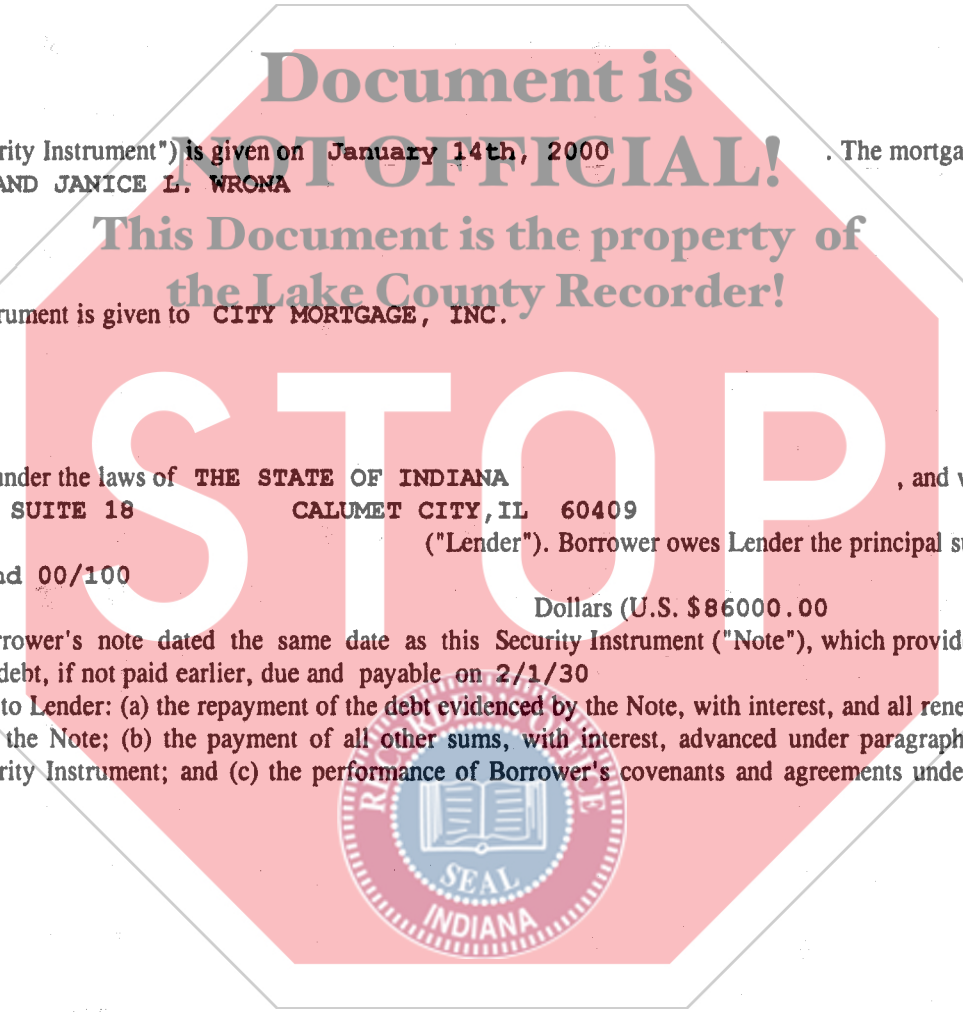 Document is
rity Instrument") is given on January 14th, 2000 . The mortga
NOT OFFICIAL!
AND JANICE L. WRONA
This Document is the property of
the Lake County Recorder!
rument is given to CITY MORTGAGE, INC.
STOP
under the laws of THE STATE OF INDIANA , and w
SUITE 18 CALUMET CITY, IL 60409
("Lender"). Borrower owes Lender the principal su
nd 00/100
Dollars (U.S. $86000.00
rrower's note dated the same date as this Security Instrument ("Note"), which provid
debt, if not paid earlier, due and payable on 2/1/30
to Lender: (a) the repayment of the debt evidenced by the Note, with interest, and all rene
the Note; (b) the payment of all other sums, with interest, advanced under paragraph
rity Instrument; and (c) the performance of Borrower's covenants and agreements unde
RECORDER'S OFFICE
SEAL
INDIANA